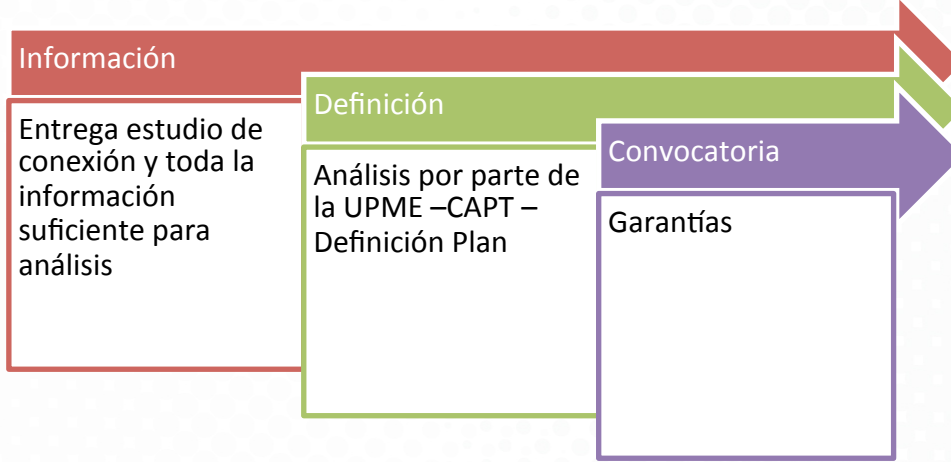 Información
Entrega estudio de
conexión y toda la
información
suficiente para
análisis
Definición
Análisis por parte de
la UPME –CAPT –
Definición Plan
Convocatoria
Garantías